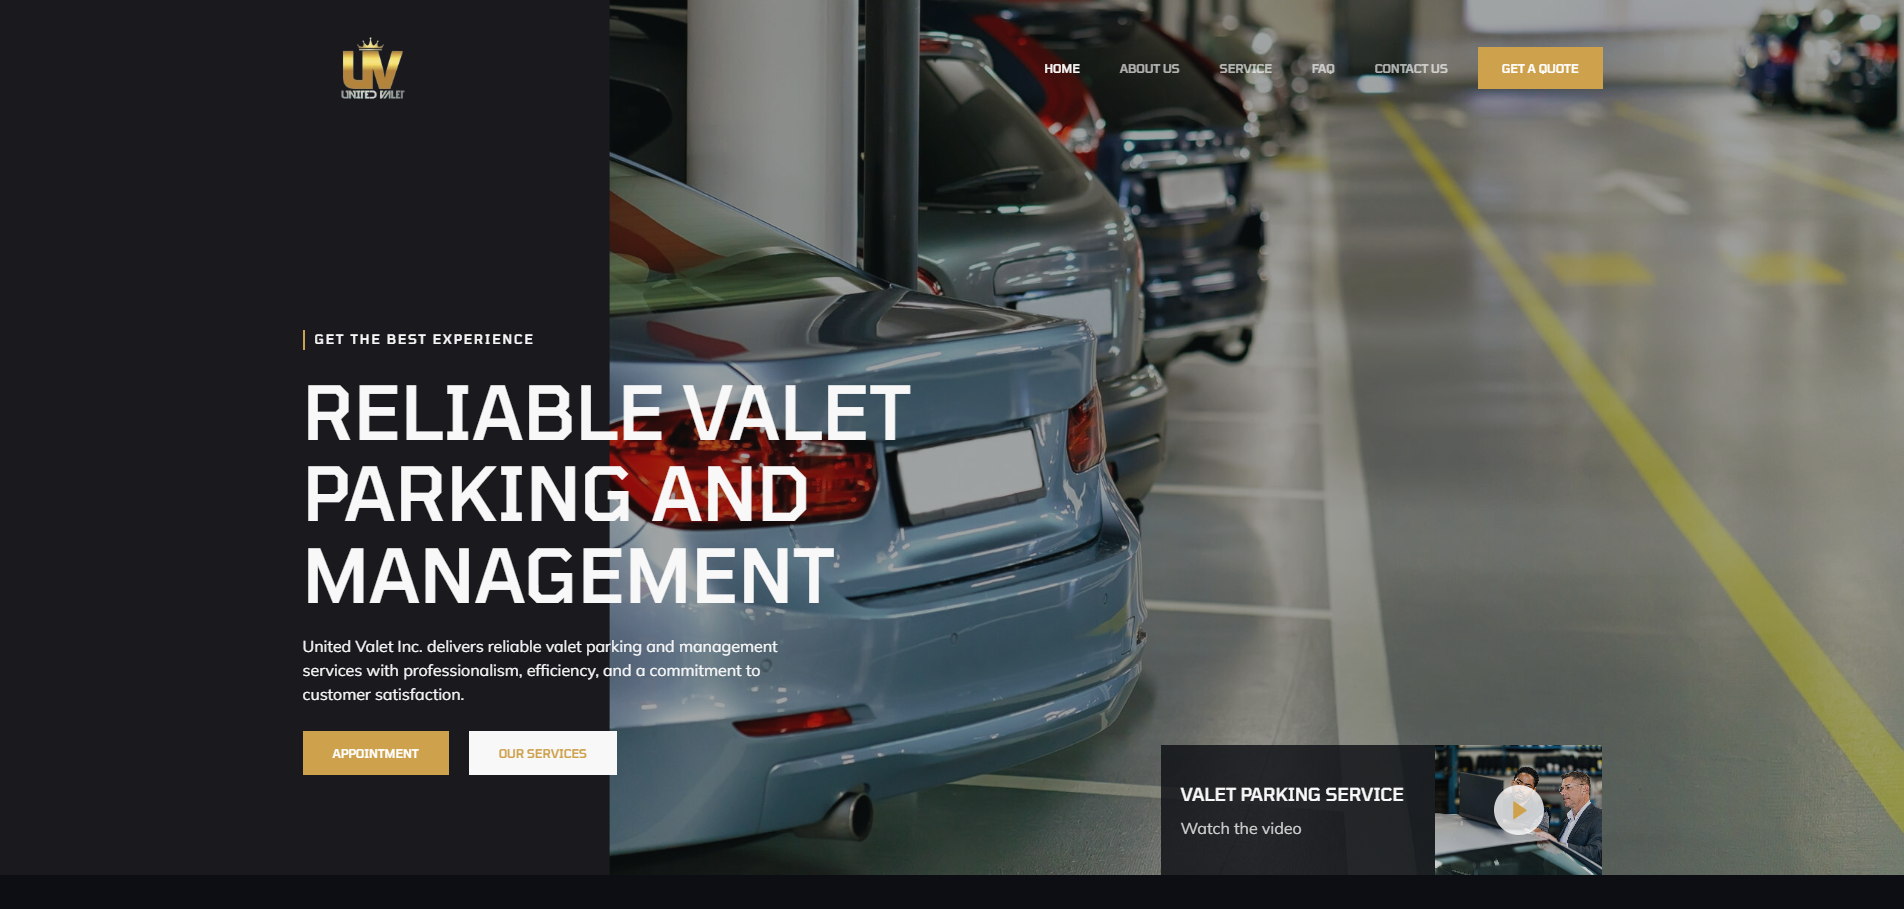 UV
UNITED VALET
HOME
ABOUT US
SERVICE
FAQ
CONTACT US
GET A QUOTE
GET THE BEST EXPERIENCE
RELIABLE VALET
PARKING AND
MANAGEMENT
United Valet Inc. delivers reliable valet parking and management
services with professionalism, efficiency, and a commitment to
customer satisfaction.
APPOINTMENT
OUR SERVICES
VALET PARKING SERVICE
Watch the video